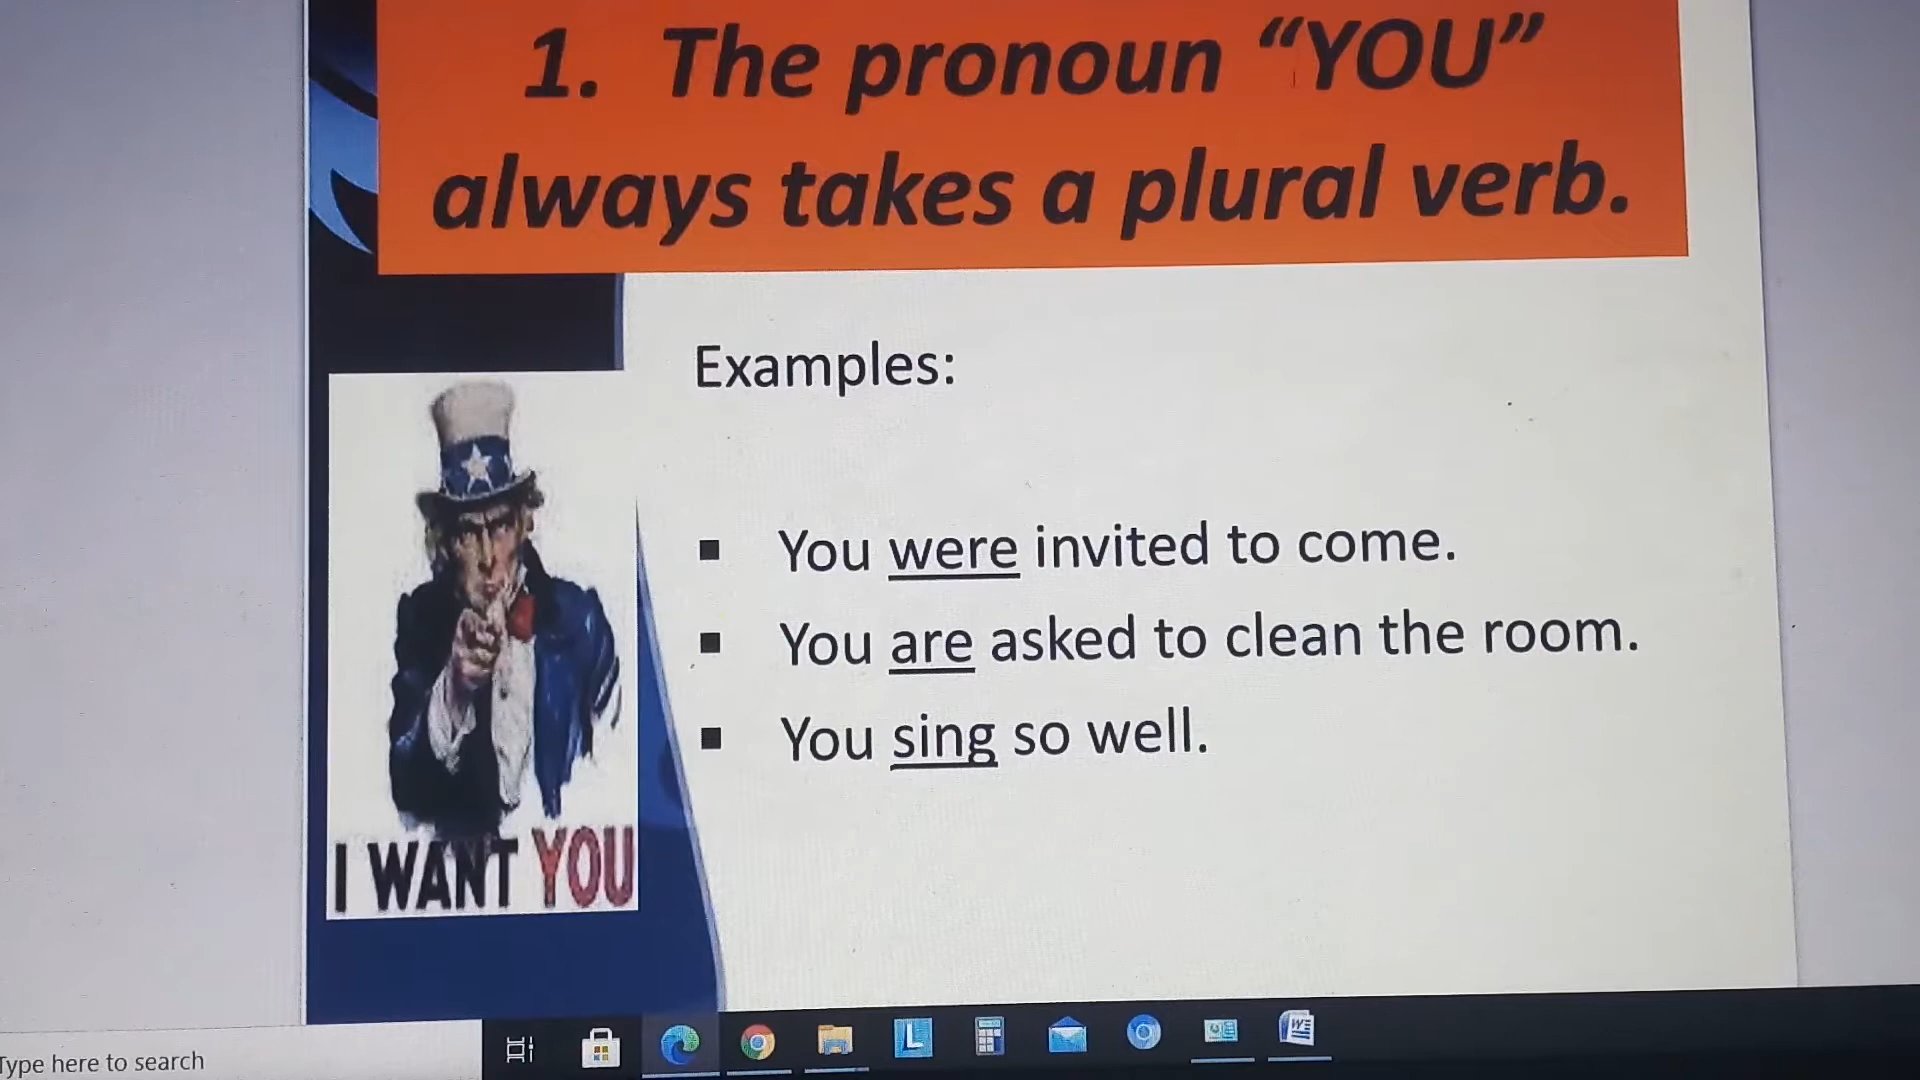 1. The pronoun “YOU”
always takes a plural verb.
Examples:
▪ You were invited to come.
▪ You are asked to clean the room.
▪ You sing so well.
I WANT YOU
Type here to search